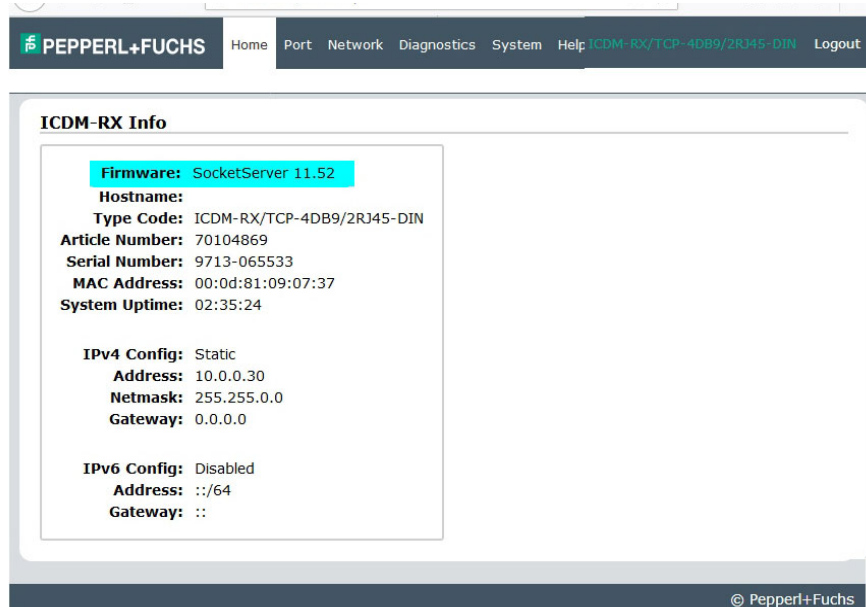 PEPPERL+FUCHS Home Port Network Diagnostics System Help ICDM-RX/TCP-4DB9/2RJ45-DIN Logout
ICDM-RX Info
Firmware: SocketServer 11.52
Hostname:
Type Code: ICDM-RX/TCP-4DB9/2RJ45-DIN
Article Number: 70104869
Serial Number: 9713-065533
MAC Address: 00:0d:81:09:07:37
System Uptime: 02:35:24
IPv4 Config: Static
Address: 10.0.0.30
Netmask: 255.255.0.0
Gateway: 0.0.0.0
IPv6 Config: Disabled
Address: ::/64
Gateway: ::
© Pepperl+Fuchs